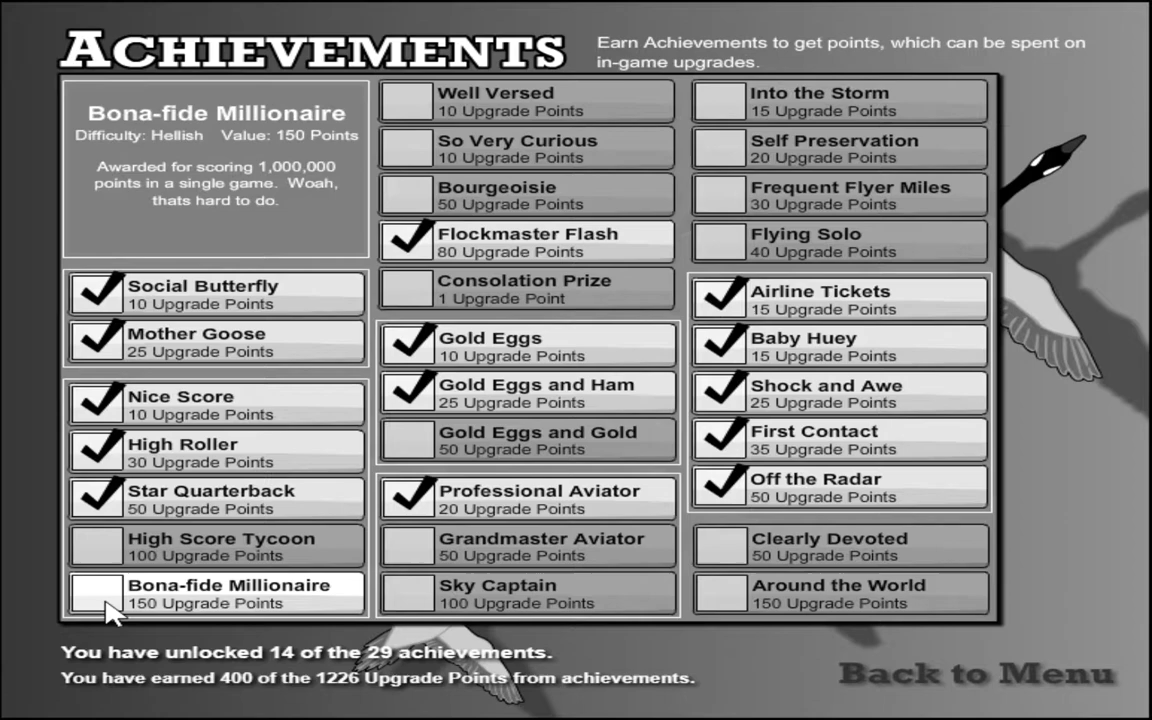 ACHIEVEMENTS
Earn Achievements to get points, which can be spent on
in-game upgrades.
Bona-fide Millionaire
Difficulty: Hellish Value: 150 Points
Awarded for scoring 1,000,000
points in a single game. Woah,
thats hard to do.
Social Butterfly
10 Upgrade Points
Mother Goose
25 Upgrade Points
Nice Score
10 Upgrade Points
High Roller
30 Upgrade Points
Star Quarterback
50 Upgrade Points
High Score Tycoon
100 Upgrade Points
Bona-fide Millionaire
150 Upgrade Points
Well Versed
10 Upgrade Points
So Very Curious
10 Upgrade Points
Bourgeoisie
50 Upgrade Points
Flockmaster Flash
80 Upgrade Points
Consolation Prize
1 Upgrade Point
Gold Eggs
10 Upgrade Points
Gold Eggs and Ham
25 Upgrade Points
Gold Eggs and Gold
50 Upgrade Points
Professional Aviator
20 Upgrade Points
Grandmaster Aviator
50 Upgrade Points
Sky Captain
100 Upgrade Points
Into the Storm
15 Upgrade Points
Self Preservation
20 Upgrade Points
Frequent Flyer Miles
30 Upgrade Points
Flying Solo
40 Upgrade Points
Airline Tickets
15 Upgrade Points
Baby Huey
15 Upgrade Points
Shock and Awe
25 Upgrade Points
First Contact
35 Upgrade Points
Off the Radar
50 Upgrade Points
Clearly Devoted
50 Upgrade Points
Around the World
150 Upgrade Points
You have unlocked 14 of the 29 achievements.
You have earned 400 of the 1226 Upgrade Points from achievements.
Back to Menu